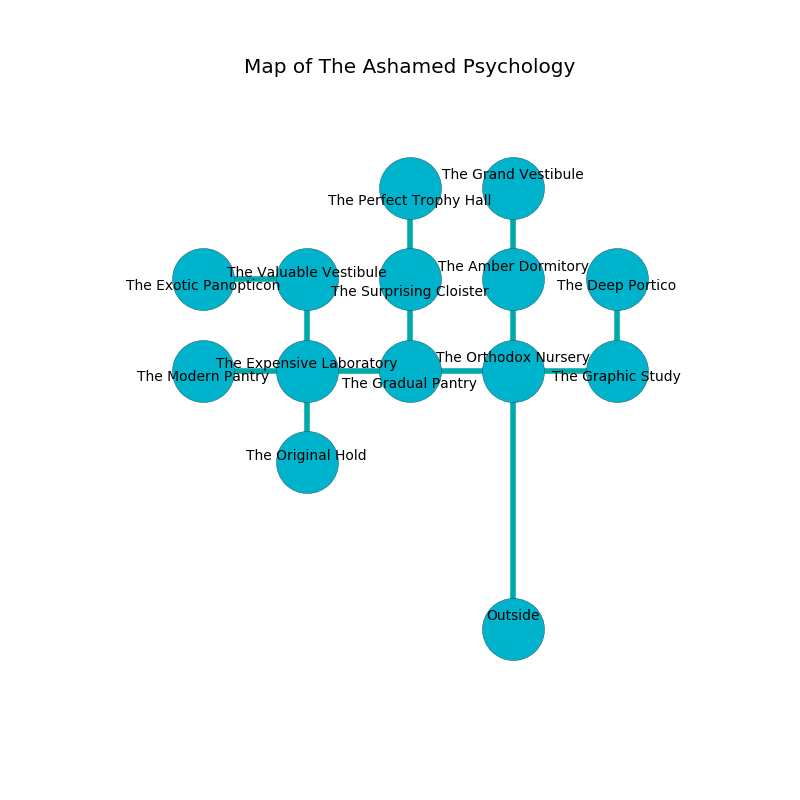 Map of The Ashamed Psychology
The Grand Vestibule
The Perfect Trophy Hall
The Amber Dormitory
The Valuable Vestibule
The Exotic Panopticon
The Deep Portico
The Surprising Cloister
The Orthodox Nursery
The Expensive Laboratory
The Modern Pantry
The Graphic Study
The Gradual Pantry
The Original Hold
Outside